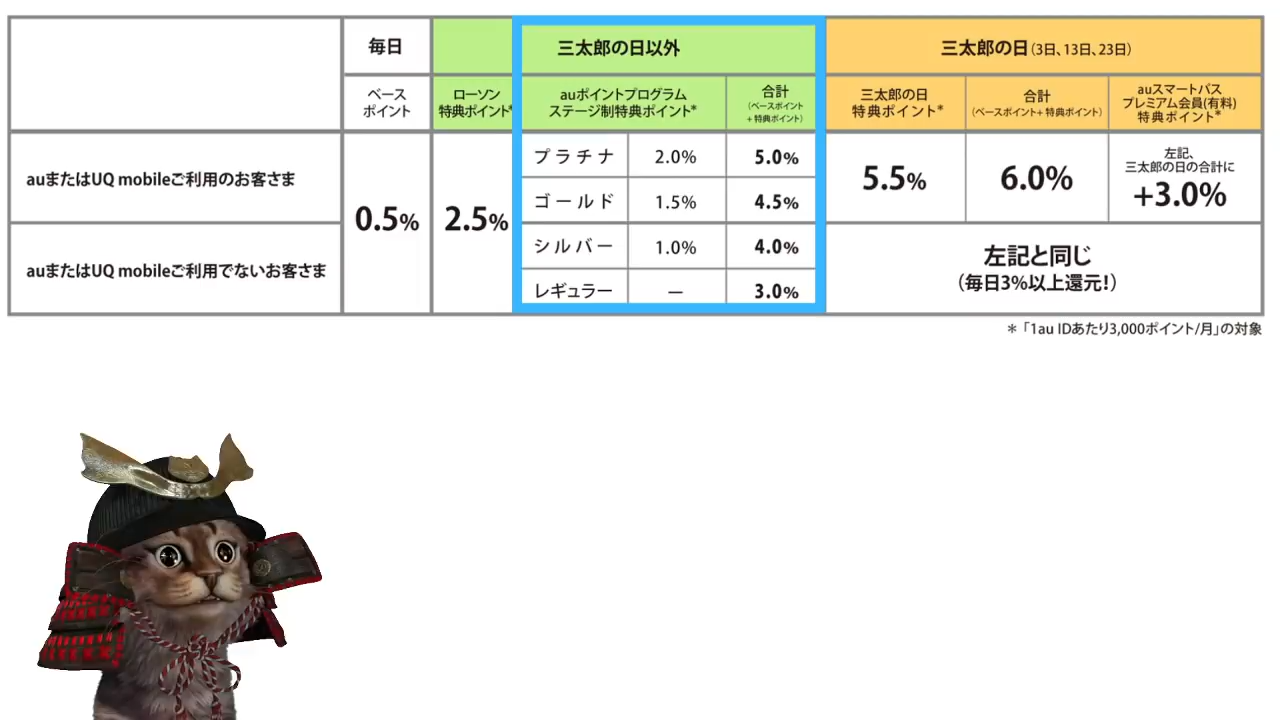 毎日
三太郎の日以外
三太郎の日(3日、13日、23日)
ベース
ポイント
ローソン
特典ポイント*
auポイントプログラム
ステージ制特典ポイント*
合計
(ベースポイント
+特典ポイント)
三太郎の日
特典ポイント*
合計
(ベースポイント+特典ポイント)
auスマートパス
プレミアム会員(有料)
特典ポイント*
auまたはUQ mobileご利用のお客さま
0.5%
2.5%
プラチナ 2.0% 5.0%
ゴールド 1.5% 4.5%
5.5%
6.0%
左記、
三太郎の日の合計に
+3.0%
auまたはUQ mobileご利用でないお客さま
シルバー 1.0% 4.0%
レギュラー — 3.0%
左記と同じ
(毎日3%以上還元!)
*「1au IDあたり3,000ポイント/月」の対象